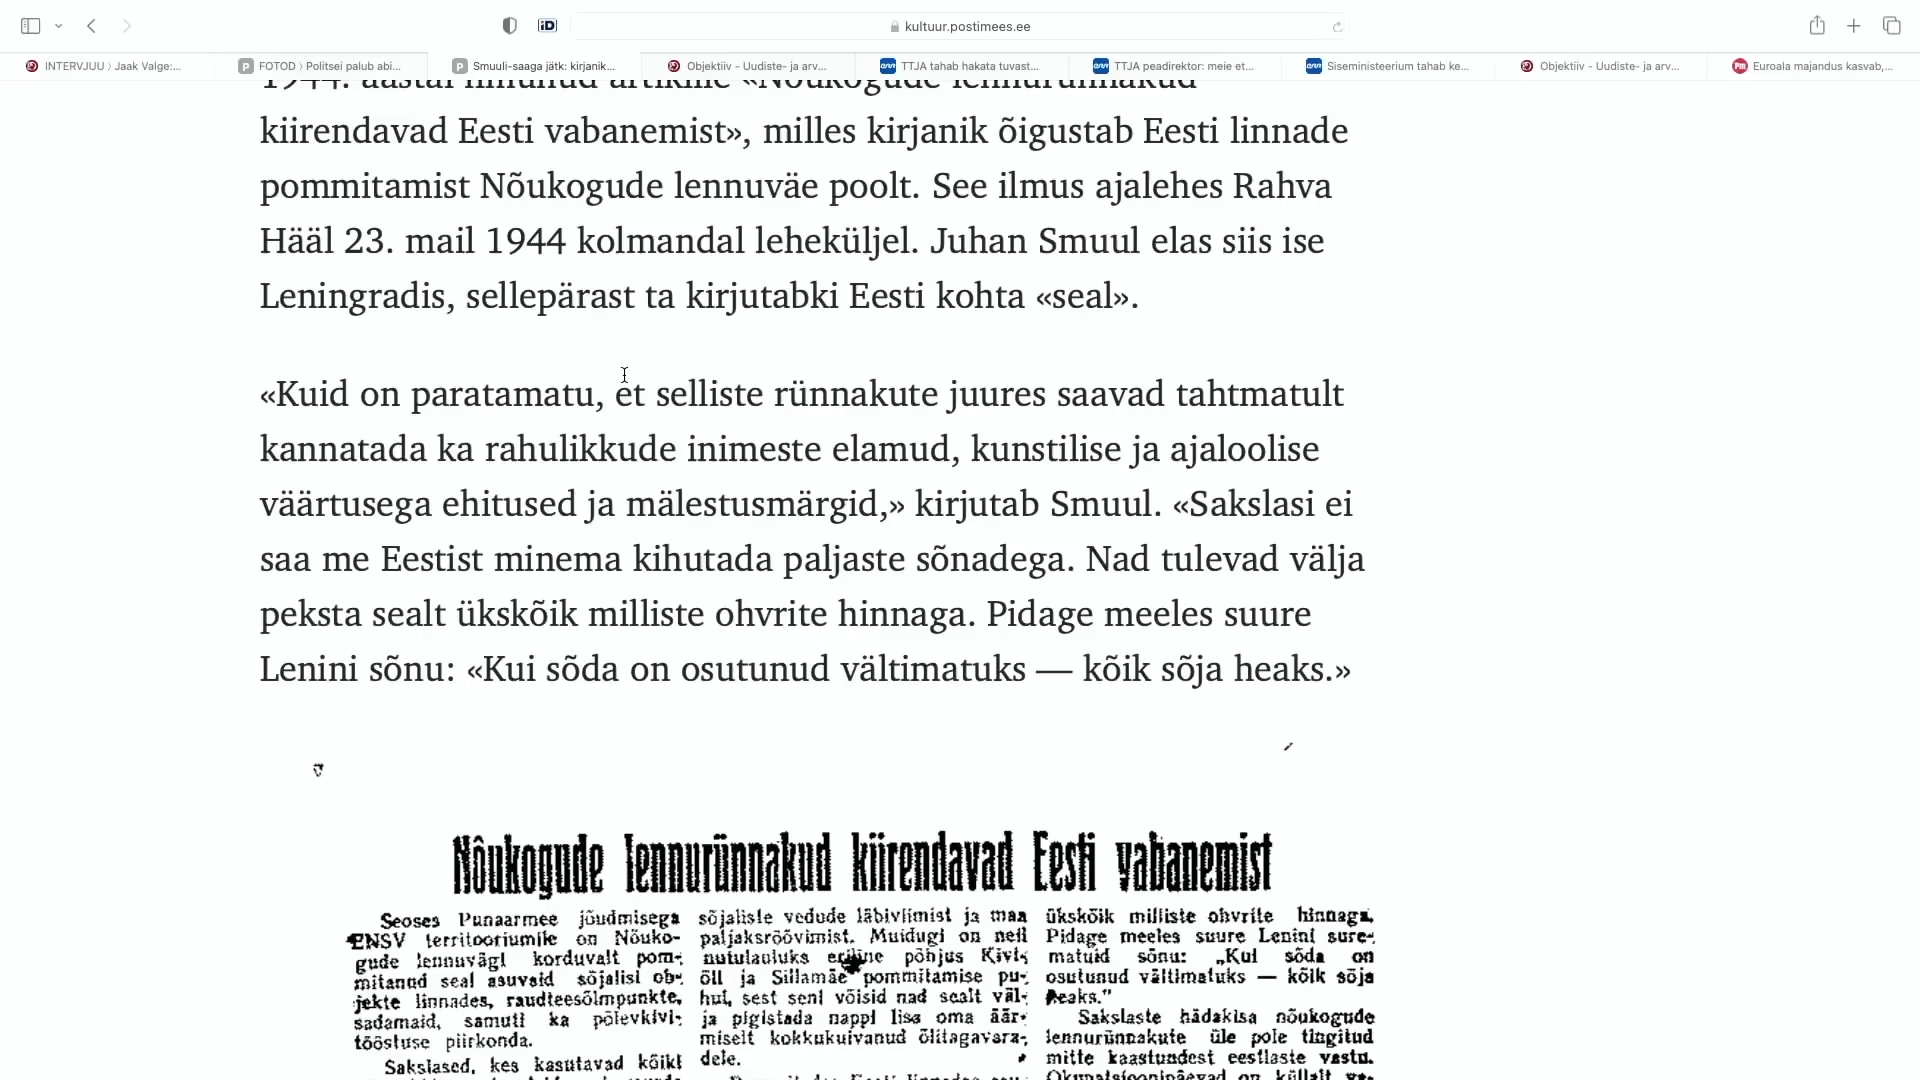 kultuur.postimees.ee
INTERVJUU 〉Jaak Valge:...
FOTOD 〉Politsei palub abi...
Smuuli-saaga jätk: kirjanik...
Objektiiv - Uudiste- ja arv...
TTJA tahab hakata tuvast...
TTJA peadirektor: meie et...
Siseministeerium tahab ke...
Objektiiv - Uudiste- ja arv...
Euroala majandus kasvab,...
1944. aastal ilmunud artiklile «Nõukogude lennurünnakud
kiirendavad Eesti vabanemist», milles kirjanik õigustab Eesti linnade
pommitamist Nõukogude lennuväe poolt. See ilmus ajalehes Rahva
Hääl 23. mail 1944 kolmandal leheküljel. Juhan Smuul elas siis ise
Leningradis, sellepärast ta kirjutabki Eesti kohta «seal».
«Kuid on paratamatu, et selliste rünnakute juures saavad tahtmatult
kannatada ka rahulikkude inimeste elamud, kunstilise ja ajaloolise
väärtusega ehitused ja mälestusmärgid,» kirjutab Smuul. «Sakslasi ei
saa me Eestist minema kihutada paljaste sõnadega. Nad tulevad välja
peksta sealt ükskõik milliste ohvrite hinnaga. Pidage meeles suure
Lenini sõnu: «Kui sõda on osutunud vältimatuks — kõik sõja heaks.»
Nõukogude lennurünnakud kiirendavad Eesti vabanemist
Seoses Punaarmee jõudmisega
ENSV territooriumile on Nõuko-
gude lennuvägi korduvalt pom-
mitanud seal asuvaid sõjalisi ob-
jekte linnades, raudteesõlmpunkte,
sadamaid, samuti ka põlevkivi-
tööstuse piirkonda.
Sakslased, kes kasutavad kõiki
sõjaliste vedude läbiviimist ja maa
paljaksröövimist. Muidugi on neil
nutulauluks eriline põhjus Kivi-
õli ja Sillamäe pommitamise pu-
hul, sest seni võisid nad sealt väl-
ja pigistada nappi lisa oma äär-
miselt kokkukuivanud õlitagavara-
dele.
ükskõik milliste ohvrite hinnaga.
Pidage meeles suure Lenini sure-
matuid sõnu: „Kui sõda on
osutunud vältimatuks — kõik sõja
heaks."
Sakslaste hädakisa nõukogude
lennurünnakute üle pole tingitud
mitte kaastundest eestlaste vastu.
Okupatsioonipäevad on küllalt